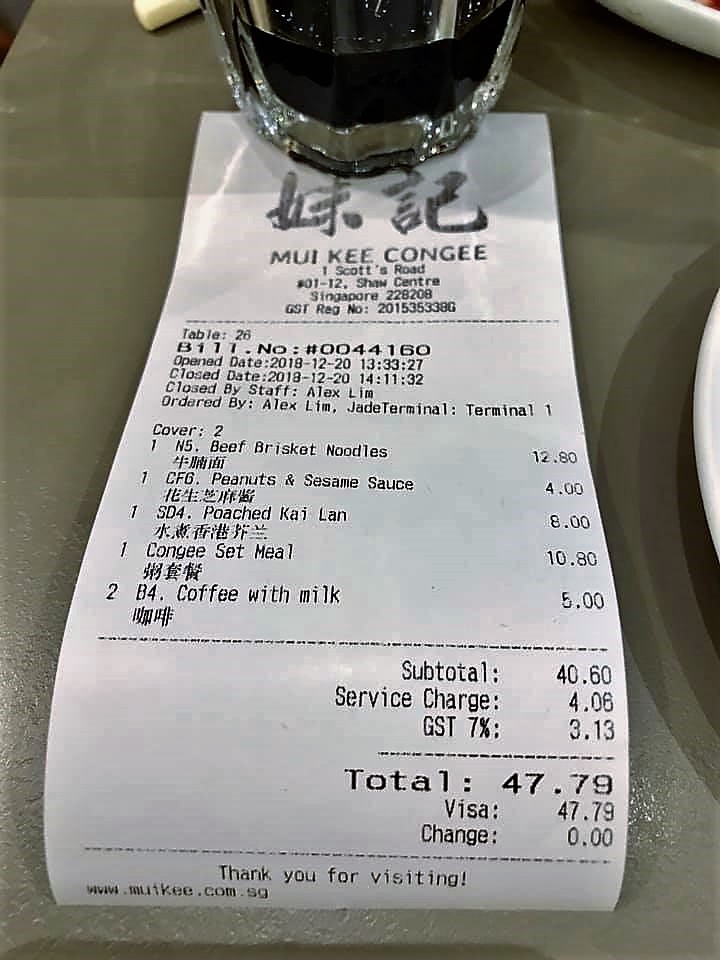 妹記
MUI KEE CONGEE
1 Scott's Road
#01-12, Shaw Centre
Singapore 228208
GST Reg No: 201535338G
Table: 26
Bill.No:#0044160
Opened Date:2018-12-20 13:33:27
Closed Date:2018-12-20 14:11:32
Closed By Staff: Alex Lim
Ordered By: Alex Lim, JadeTerminal: Terminal 1
Cover: 2
1 N5. Beef Brisket Noodles 12.80
牛腩面
1 CF6. Peanuts & Sesame Sauce 4.00
花生芝麻酱
1 SD4. Poached Kai Lan 8.00
水煮香港芥兰
1 Congee Set Meal 10.80
粥套餐
2 B4. Coffee with milk 5.00
咖啡
Subtotal: 40.60
Service Charge: 4.06
GST 7%: 3.13
Total: 47.79
Visa: 47.79
Change: 0.00
Thank you for visiting!
www.muikee.com.sg